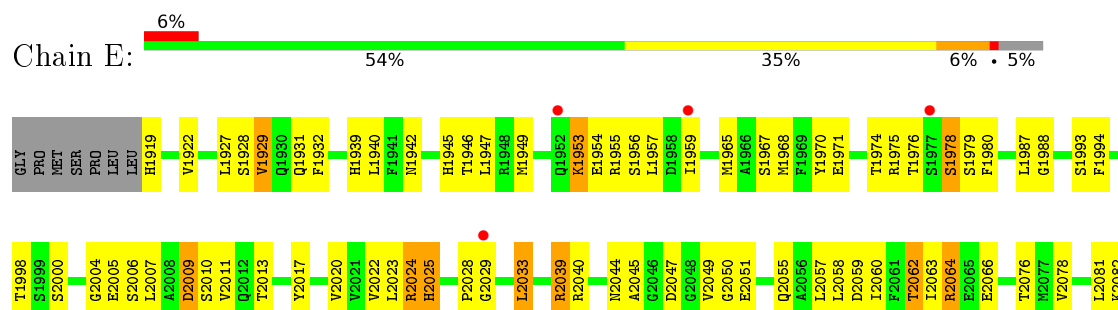 6%
Chain E:
54% 35% 6% • 5%
GLY PRO MET SER PRO LEU LEU H1919 V1922 L1927 S1928 V1929 Q1930 Q1931 F1932 H1939 L1940 F1941 N1942 H1945 T1946 L1947 R1948 M1949 Q1952 K1953 E1954 R1955 S1956 L1957 D1958 I1959 M1965 A1966 S1967 M1968 F1969 Y1970 E1971 T1974 R1975 T1976 S1977 S1978 S1979 F1980 L1987 G1988 S1993 F1994
T1998 S1999 S2000 G2004 E2005 S2006 L2007 A2008 D2009 S2010 V2011 Q2012 T2013 Y2017 V2020 V2021 V2022 L2023 R2024 H2025 P2028 G2029 L2033 R2039 R2040 N2044 A2045 G2046 D2047 G2048 V2049 G2050 E2051 Q2055 A2056 L2057 L2058 D2059 I2060 F2061 T2062 I2063 R2064 E2065 E2066 T2076 M2077 V2078 L2081